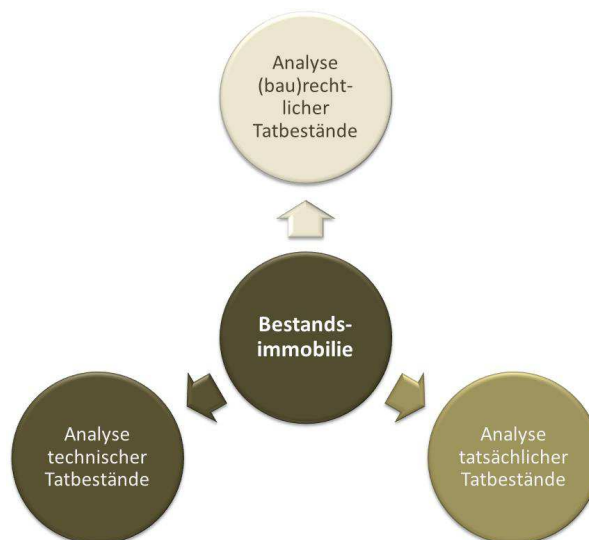 Analyse
(bau)recht-
licher
Tatbestände
Bestands-
immobilie
Analyse
technischer
Tatbestände
Analyse
tatsächlicher
Tatbestände